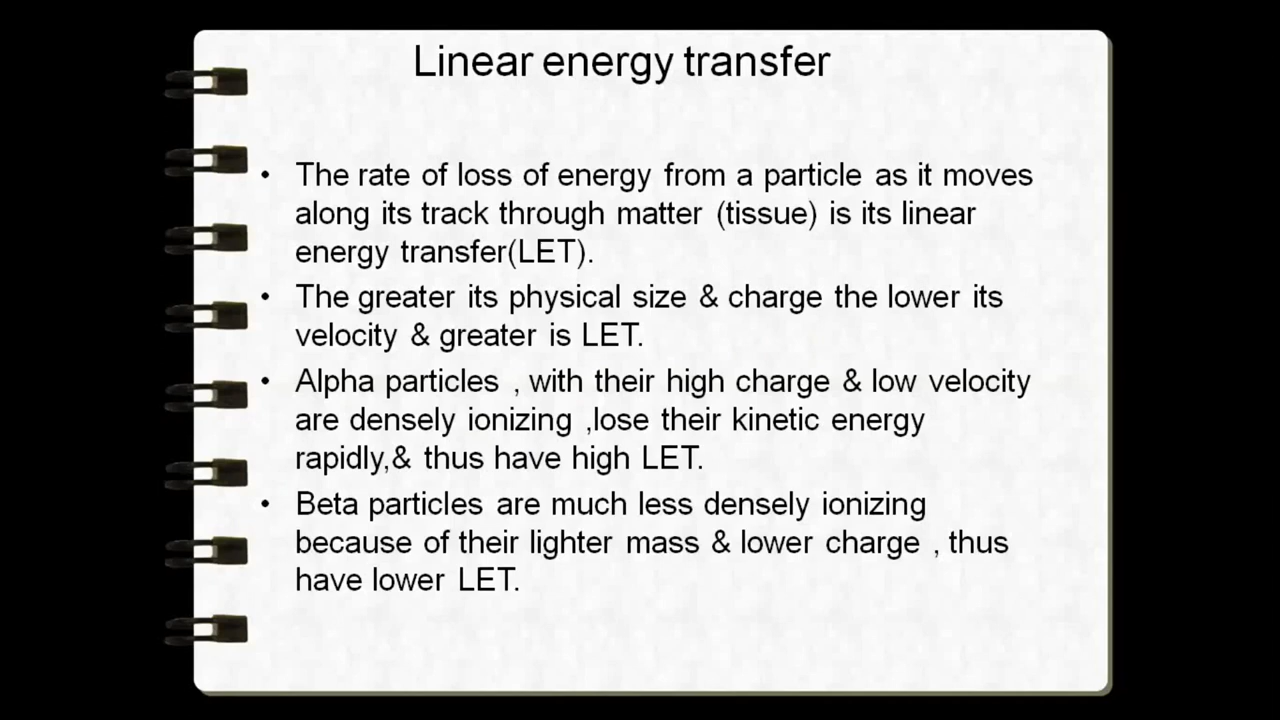 Linear energy transfer
• The rate of loss of energy from a particle as it moves
along its track through matter (tissue) is its linear
energy transfer(LET).
• The greater its physical size & charge the lower its
velocity & greater is LET.
• Alpha particles , with their high charge & low velocity
are densely ionizing ,lose their kinetic energy
rapidly,& thus have high LET.
• Beta particles are much less densely ionizing
because of their lighter mass & lower charge , thus
have lower LET.